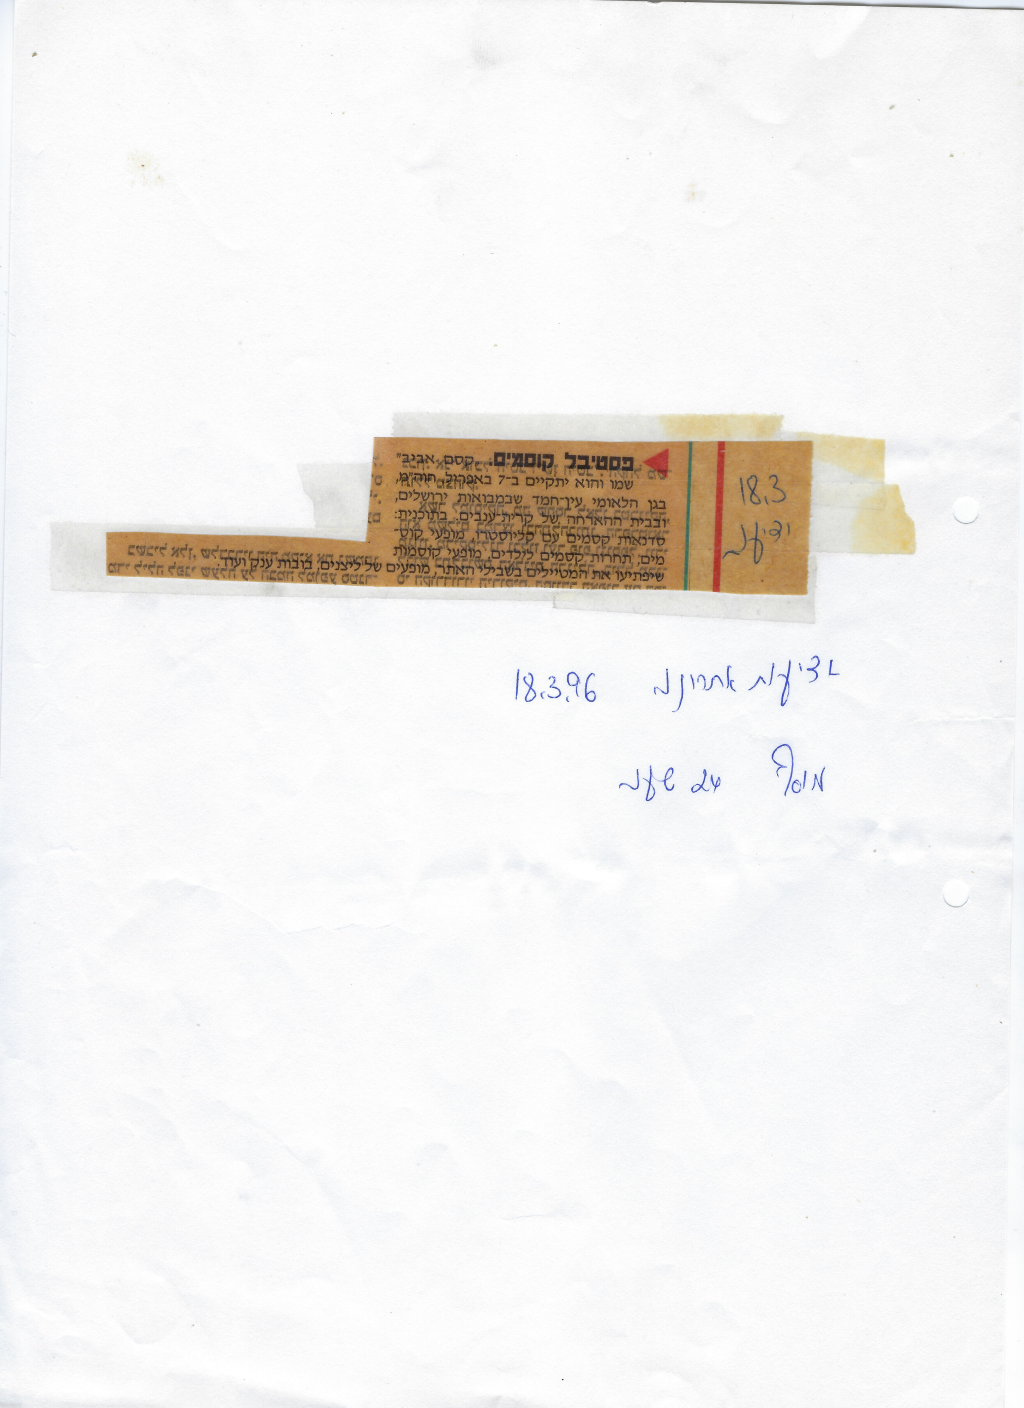 פסטיבל קוסמים. "קסם אביב"
שמו והוא יתקיים ב-7 באפריל, חוה"מ,
בגן הלאומי עין-חמד שבמבואות ירושלים,
ובבית ההארחה של קרית-ענבים. בתוכנית:
סדנאות קסמים עם קליוסטרו, מופעי קוס-
מים, תחרות קסמים לילדים, מופעי קוסמות
שיפתיעו את המטיילים בשבילי האתר, מופעים של ליצנים, בובות ענק ועוד
18.3
ידיעות
ידיעות אחרונות 18.3.96
מוסף 24 שעות